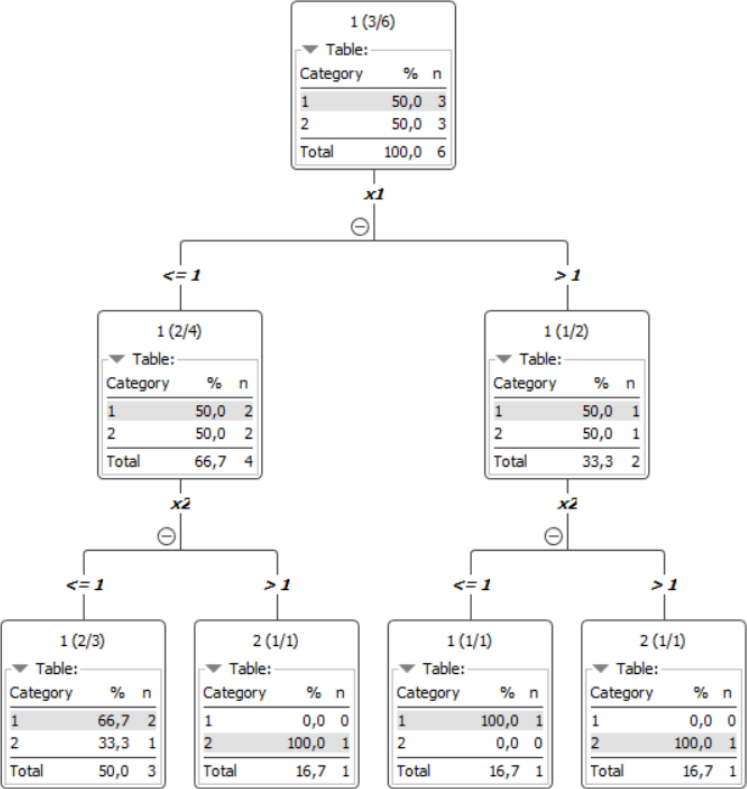 1 (3/6)
Table:
Category % n
1 50,0 3
2 50,0 3
Total 100,0 6
x1
<= 1
> 1
1 (2/4)
Table:
Category % n
1 50,0 2
2 50,0 2
Total 66,7 4
x2
1 (1/2)
Table:
Category % n
1 50,0 1
2 50,0 1
Total 33,3 2
x2
<= 1
> 1
<= 1
> 1
1 (2/3)
Table:
Category % n
1 66,7 2
2 33,3 1
Total 50,0 3
2 (1/1)
Table:
Category % n
1 0,0 0
2 100,0 1
Total 16,7 1
1 (1/1)
Table:
Category % n
1 100,0 1
2 0,0 0
Total 16,7 1
2 (1/1)
Table:
Category % n
1 0,0 0
2 100,0 1
Total 16,7 1